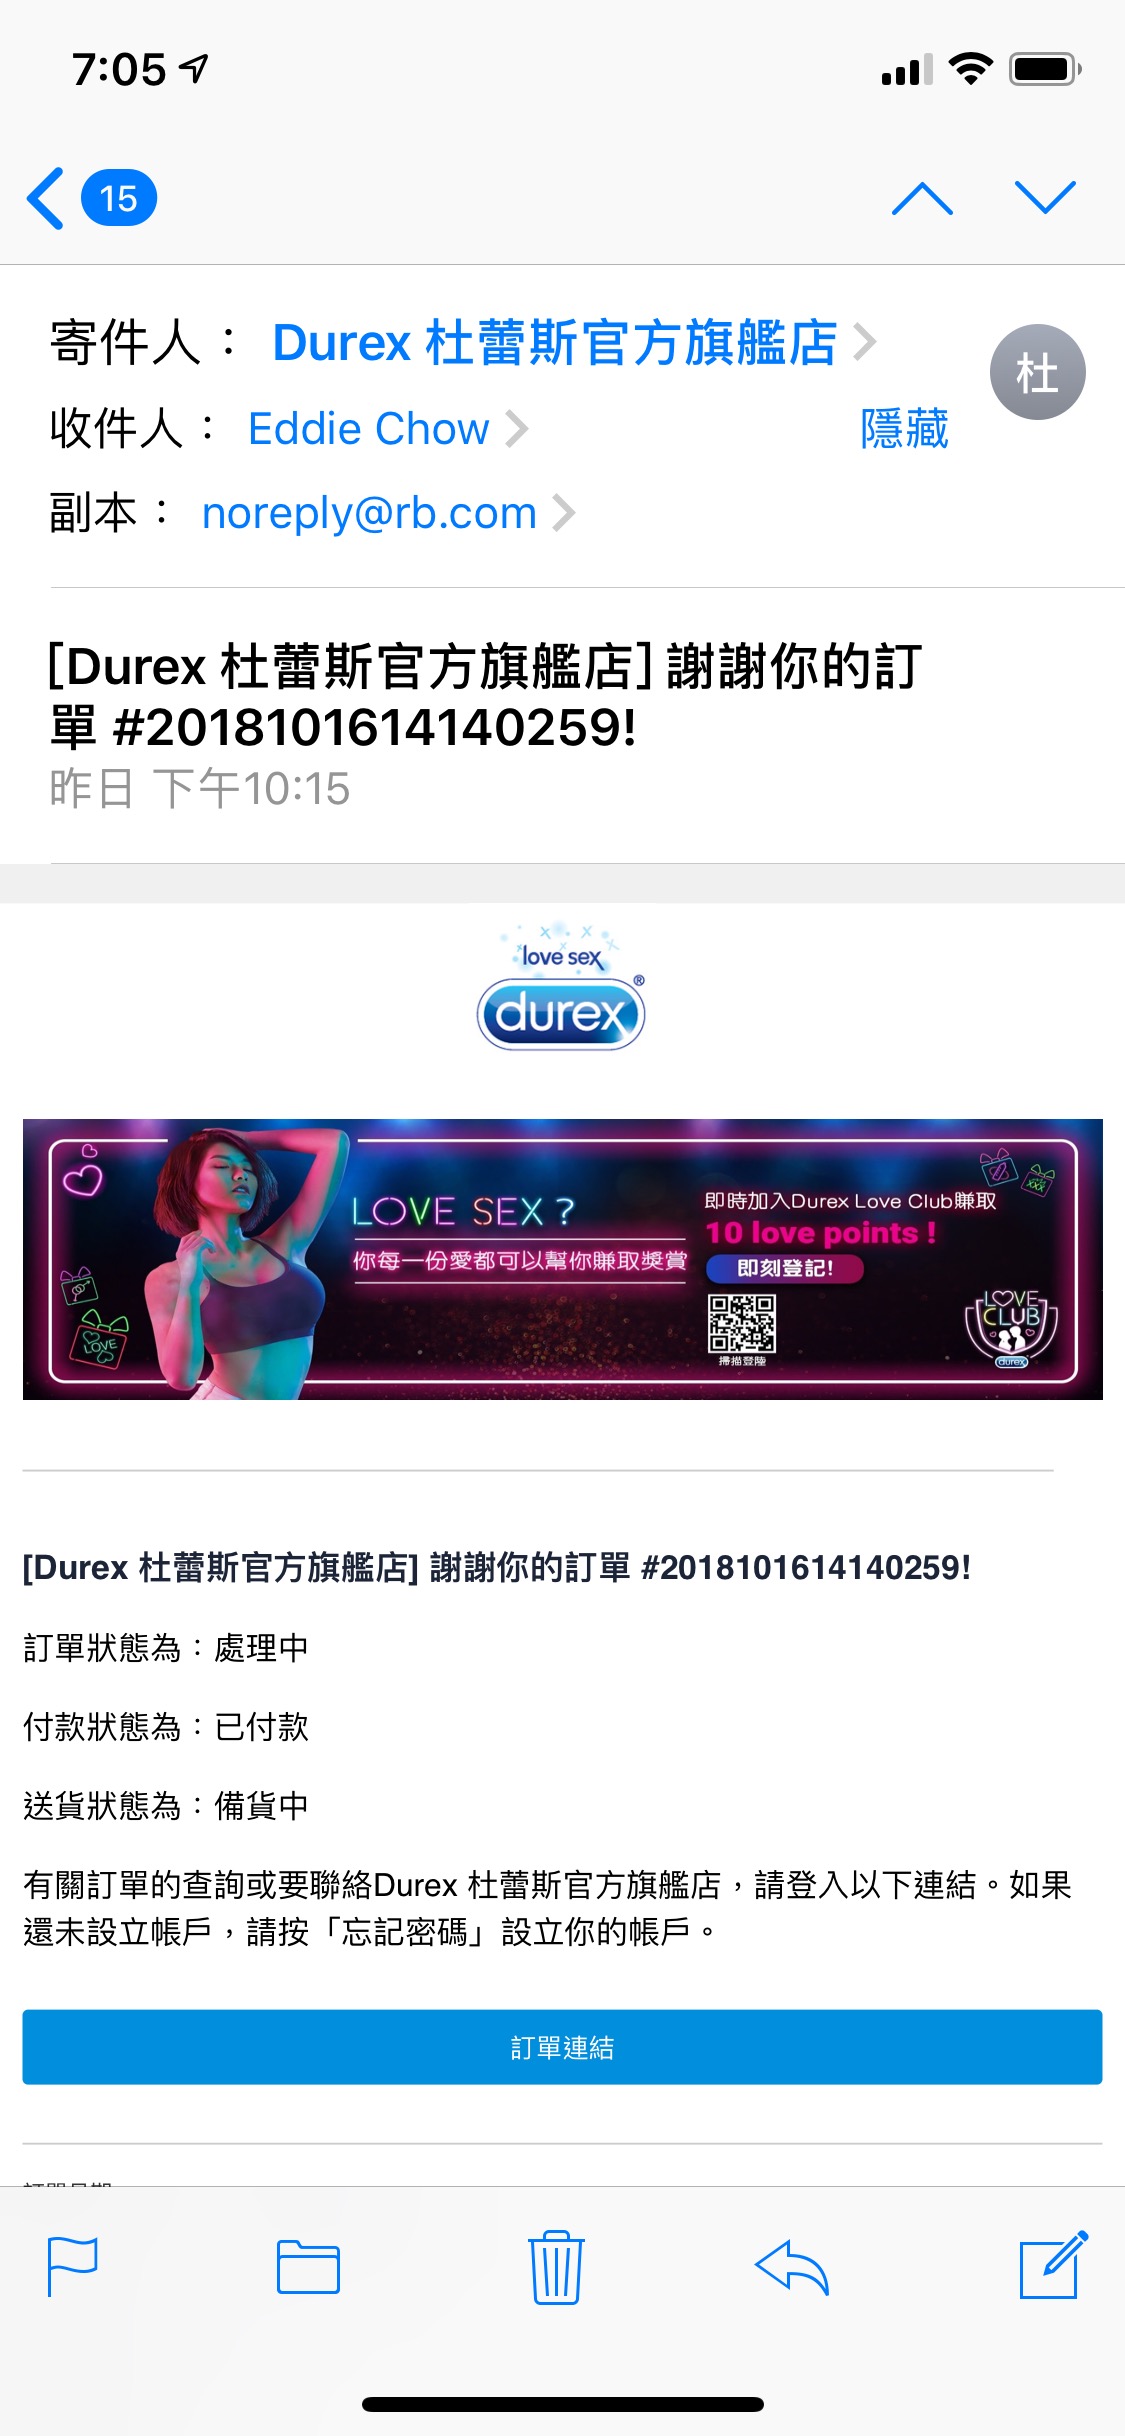 7:05
15
寄件人： Durex 杜蕾斯官方旗艦店
杜
收件人： Eddie Chow
隱藏
副本： noreply@rb.com
[Durex 杜蕾斯官方旗艦店] 謝謝你的訂
單 #2018101614140259!
昨日 下午10:15
love sex
durex®
LOVE SEX ?
你每一份愛都可以幫你賺取獎賞
即時加入Durex Love Club賺取
10 love points !
即刻登記!
掃描登陸
LOVE
LOVE
CLUB
durex
[Durex 杜蕾斯官方旗艦店] 謝謝你的訂單 #2018101614140259!
訂單狀態為：處理中
付款狀態為：已付款
送貨狀態為：備貨中
有關訂單的查詢或要聯絡Durex 杜蕾斯官方旗艦店，請登入以下連結。如果
還未設立帳戶，請按「忘記密碼」設立你的帳戶。
訂單連結